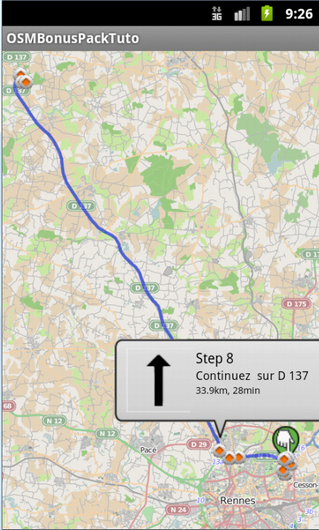 3G
9:26
OSMBonusPackTuto
D 137
D 137
D 137
D 137
D 137
D 175
Step 8
Continuez sur D 137
33.9km, 28min
68
N 12
N 12
D 29
Pacé
Cesson-
N 24
Rennes